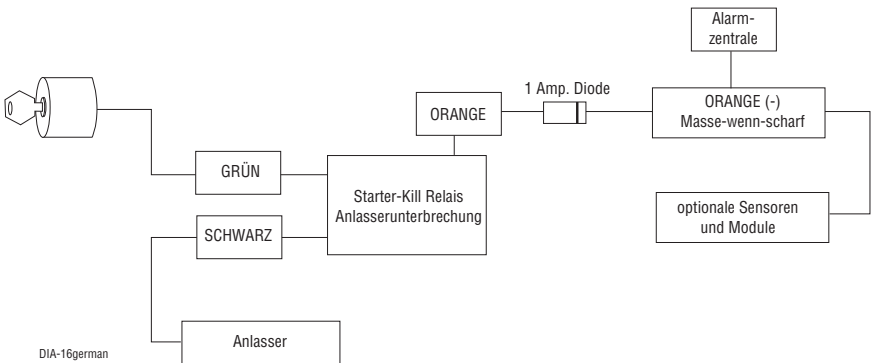 Alarm-
zentrale
1 Amp. Diode
ORANGE
ORANGE (-)
Masse-wenn-scharf
GRÜN
Starter-Kill Relais
Anlasserunterbrechung
optionale Sensoren
und Module
SCHWARZ
Anlasser
DIA-16german